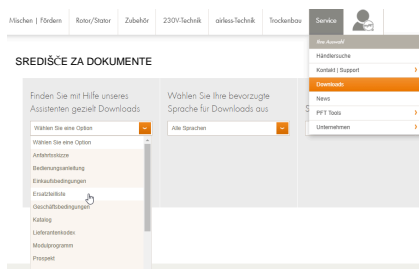 Mischen | Fördern Rotor/Stator Zubehör 230V-Technik airless-Technik Trockenbau Service
Ihre Auswahl
Händlersuche
Kontakt | Support
Downloads
News
PFT Tools
Unternehmen
SREDIŠČE ZA DOKUMENTE
Finden Sie mit Hilfe unseres
Assistenten gezielt Downloads
Wählen Sie eine Option
Wählen Sie eine Option
Anfahrtsskizze
Bedienungsanleitung
Einkaufsbedingungen
Ersatzteilliste
Geschäftsbedingungen
Katalog
Lieferantenkodex
Modulprogramm
Prospekt
Wählen Sie Ihre bevorzugte
Sprache für Downloads aus
Alle Sprachen
S